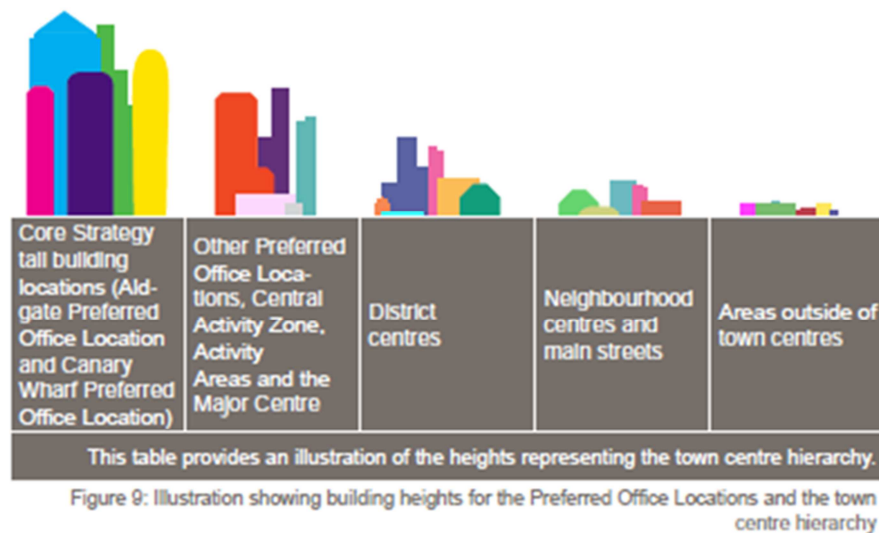 Core Strategy
tall building
locations (Ald-
gate Preferred
Office Location
and Canary
Wharf Preferred
Office Location)
Other Preferred
Office Loca-
tions, Central
Activity Zone,
Activity
Areas and the
Major Centre
District
centres
Neighbourhood
centres and
main streets
Areas outside of
town centres
This table provides an illustration of the heights representing the town centre hierarchy.
Figure 9: Illustration showing building heights for the Preferred Office Locations and the town
centre hierarchy